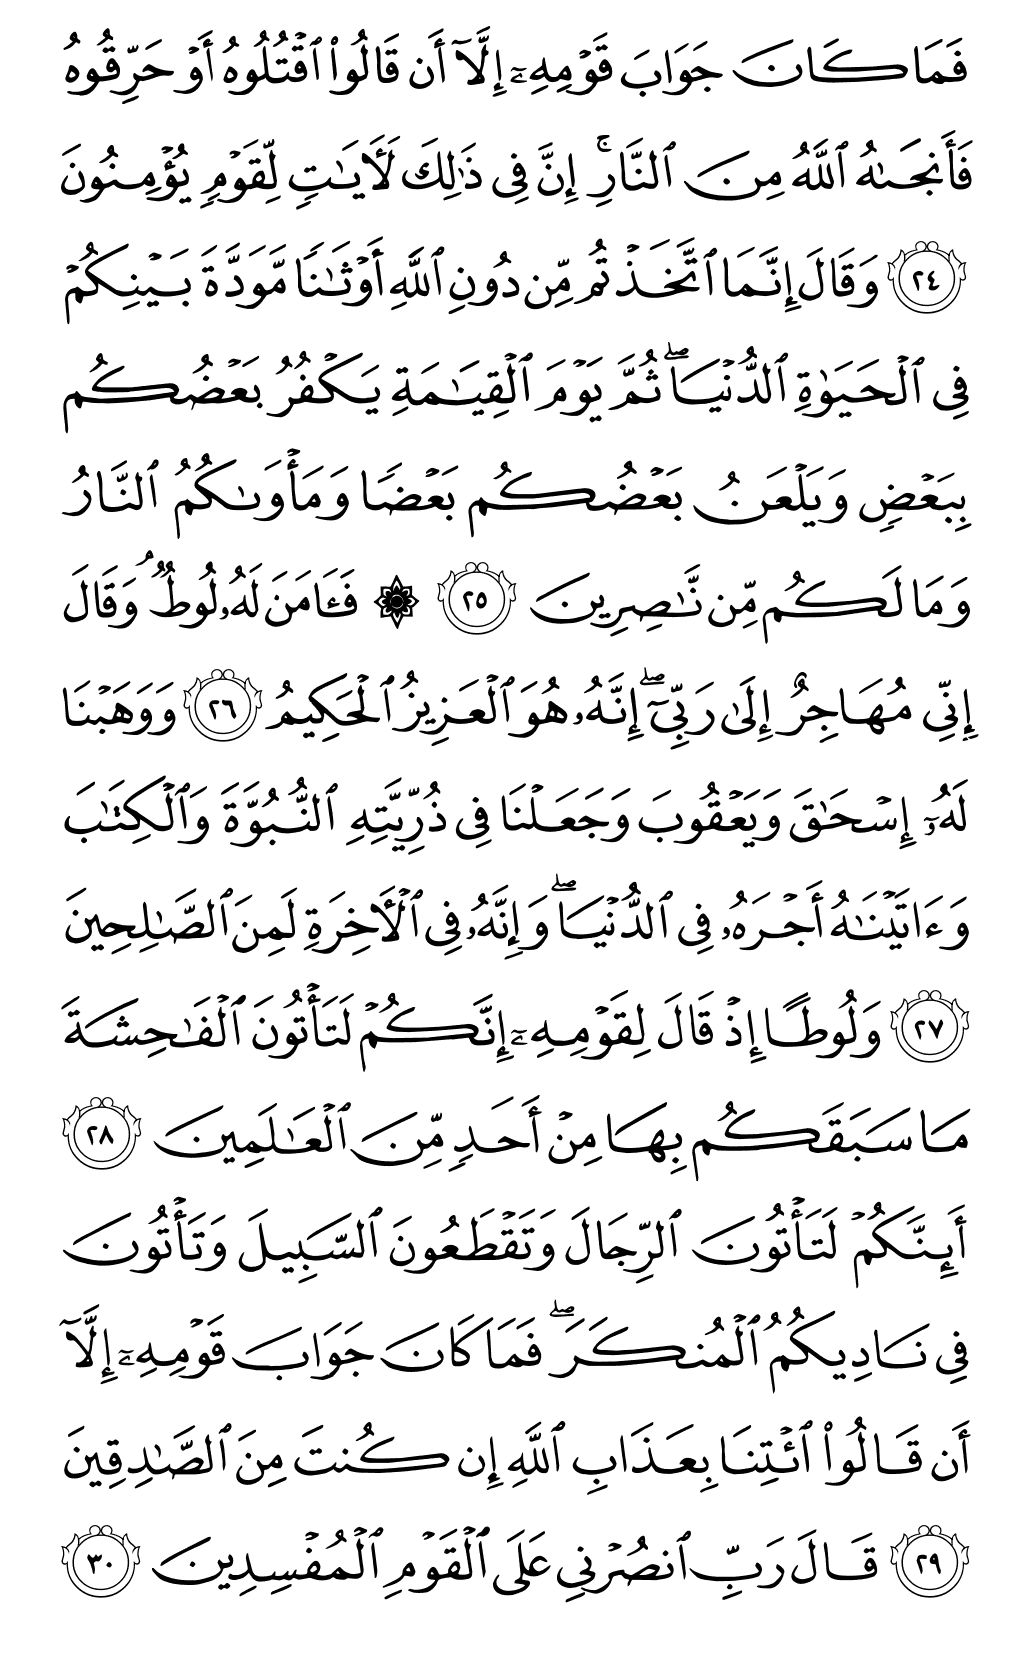 فَمَا كَانَ جَوَابَ قَوۡمِهِۦٓ إِلَّآ أَن قَالُواْ ٱقۡتُلُوهُ أَوۡ حَرِّقُوهُ
فَأَنجَىٰهُ ٱللَّهُ مِنَ ٱلنَّارِۚ إِنَّ فِي ذَٰلِكَ لَأٓيَٰتٖ لِّقَوۡمٖ يُؤۡمِنُونَ
٢٤ وَقَالَ إِنَّمَا ٱتَّخَذۡتُم مِّن دُونِ ٱللَّهِ أَوۡثَٰنٗا مَّوَدَّةَ بَيۡنِكُمۡ
فِي ٱلۡحَيَوٰةِ ٱلدُّنۡيَاۖ ثُمَّ يَوۡمَ ٱلۡقِيَٰمَةِ يَكۡفُرُ بَعۡضُكُم
بِبَعۡضٖ وَيَلۡعَنُ بَعۡضُكُم بَعۡضٗا وَمَأۡوَىٰكُمُ ٱلنَّارُ
وَمَا لَكُم مِّن نَّٰصِرِينَ ٢٥ ۞ فَـَٔامَنَ لَهُۥ لُوطٞۘ وَقَالَ
إِنِّي مُهَاجِرٌ إِلَىٰ رَبِّيٓۖ إِنَّهُۥ هُوَ ٱلۡعَزِيزُ ٱلۡحَكِيمُ ٢٦ وَوَهَبۡنَا
لَهُۥٓ إِسۡحَٰقَ وَيَعۡقُوبَ وَجَعَلۡنَا فِي ذُرِّيَّتِهِ ٱلنُّبُوَّةَ وَٱلۡكِتَٰبَ
وَءَاتَيۡنَٰهُ أَجۡرَهُۥ فِي ٱلدُّنۡيَاۖ وَإِنَّهُۥ فِي ٱلۡأٓخِرَةِ لَمِنَ ٱلصَّٰلِحِينَ
٢٧ وَلُوطًا إِذۡ قَالَ لِقَوۡمِهِۦٓ إِنَّكُمۡ لَتَأۡتُونَ ٱلۡفَٰحِشَةَ
مَا سَبَقَكُم بِهَا مِنۡ أَحَدٖ مِّنَ ٱلۡعَٰلَمِينَ ٢٨
أَئِنَّكُمۡ لَتَأۡتُونَ ٱلرِّجَالَ وَتَقۡطَعُونَ ٱلسَّبِيلَ وَتَأۡتُونَ
فِي نَادِيكُمُ ٱلۡمُنكَرَۖ فَمَا كَانَ جَوَابَ قَوۡمِهِۦٓ إِلَّآ
أَن قَالُواْ ٱئۡتِنَا بِعَذَابِ ٱللَّهِ إِن كُنتَ مِنَ ٱلصَّٰدِقِينَ
٢٩ قَالَ رَبِّ ٱنصُرۡنِي عَلَى ٱلۡقَوۡمِ ٱلۡمُفۡسِدِينَ ٣٠